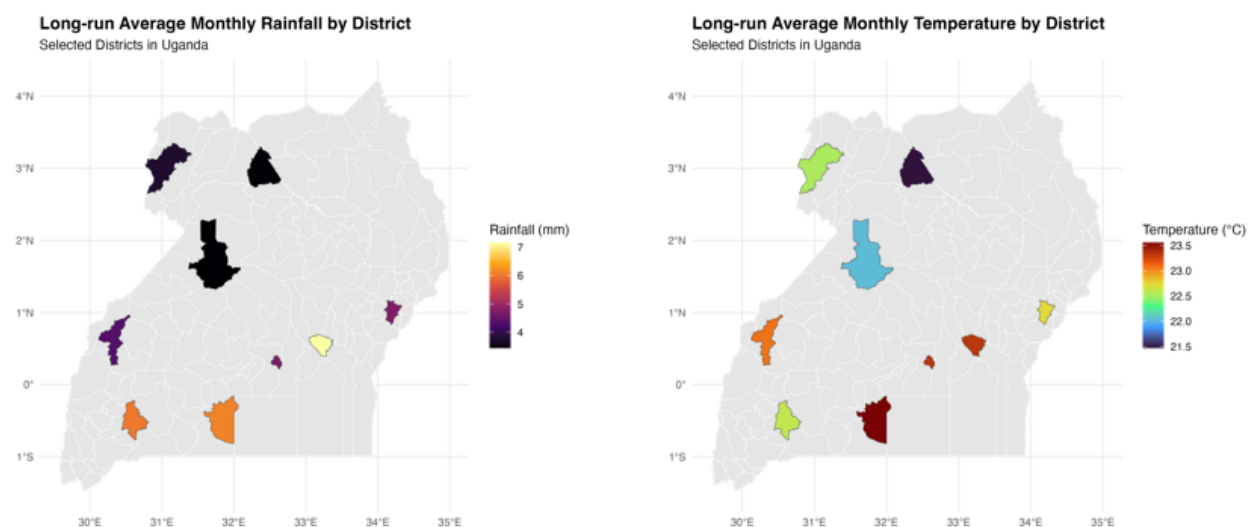 Long-run Average Monthly Rainfall by District
Selected Districts in Uganda
4°N
3°N
2°N
1°N
0°
1°S
30°E 31°E 32°E 33°E 34°E 35°E
Rainfall (mm)
7
6
5
4
Long-run Average Monthly Temperature by District
Selected Districts in Uganda
4°N
3°N
2°N
1°N
0°
1°S
30°E 31°E 32°E 33°E 34°E 35°E
Temperature (°C)
23.5
23.0
22.5
22.0
21.5